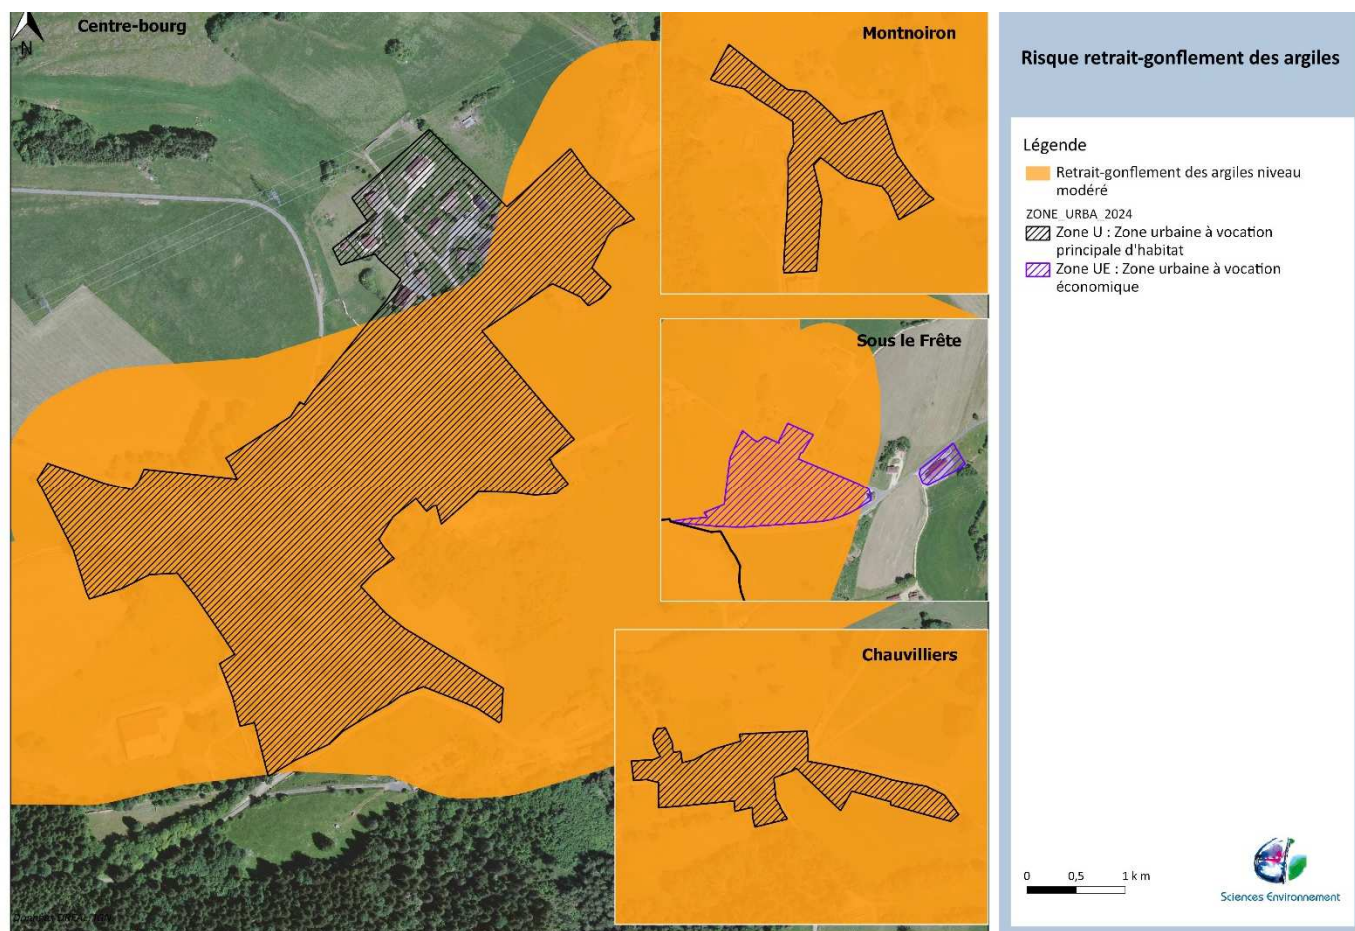 Centre-bourg
N
Montnoiron
Sous le Frête
Chauvilliers
Risque retrait-gonflement des argiles
Légende
Retrait-gonflement des argiles niveau
modéré
ZONE_URBA_2024
Zone U : Zone urbaine à vocation
principale d'habitat
Zone UE : Zone urbaine à vocation
économique
0 0,5 1 km
Sciences Environnement